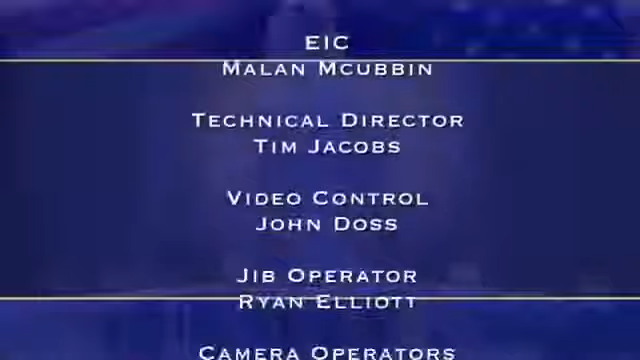 EIC
MALAN MCUBBIN
TECHNICAL DIRECTOR
TIM JACOBS
VIDEO CONTROL
JOHN DOSS
JIB OPERATOR
RYAN ELLIOTT
CAMERA OPERATORS